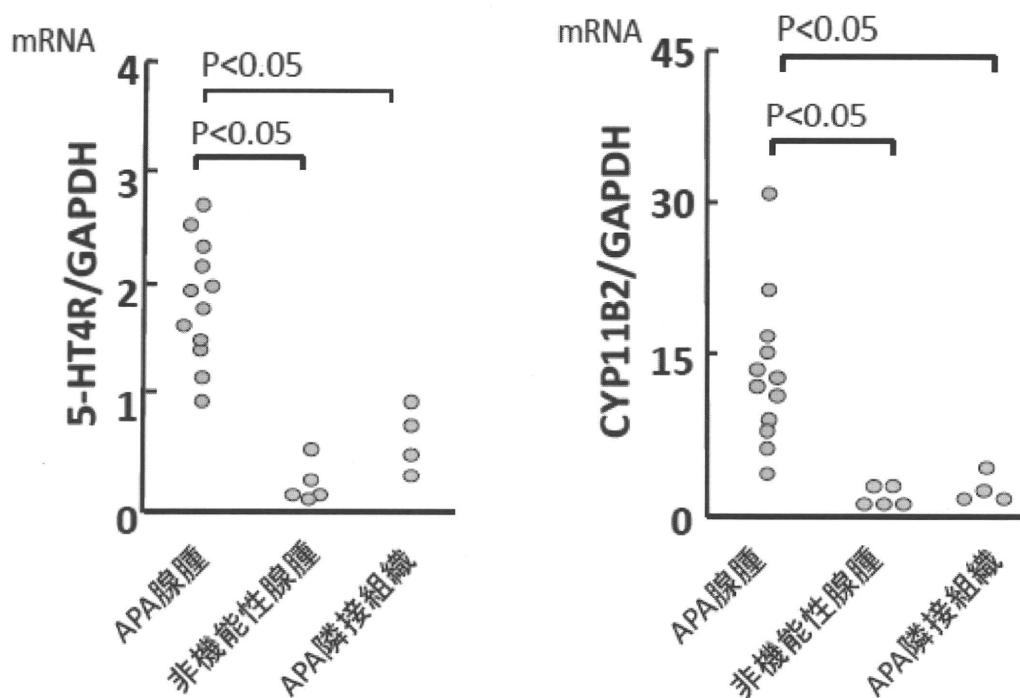 mRNA
5-HT4R/GAPDH
4
3
2
1
0
P<0.05
P<0.05
APA腺腫
非機能性腺腫
APA隣接組織
mRNA
CYP11B2/GAPDH
45
30
15
0
P<0.05
P<0.05
APA腺腫
非機能性腺腫
APA隣接組織